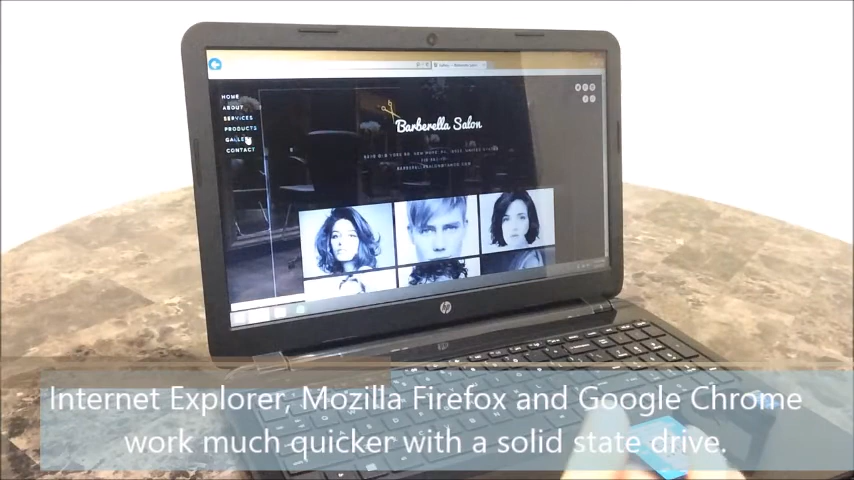 HOME
ABOUT
SERVICES
PRODUCTS
GALLERY
CONTACT
Barberella Salon
hp
Internet Explorer, Mozilla Firefox and Google Chrome
work much quicker with a solid state drive.